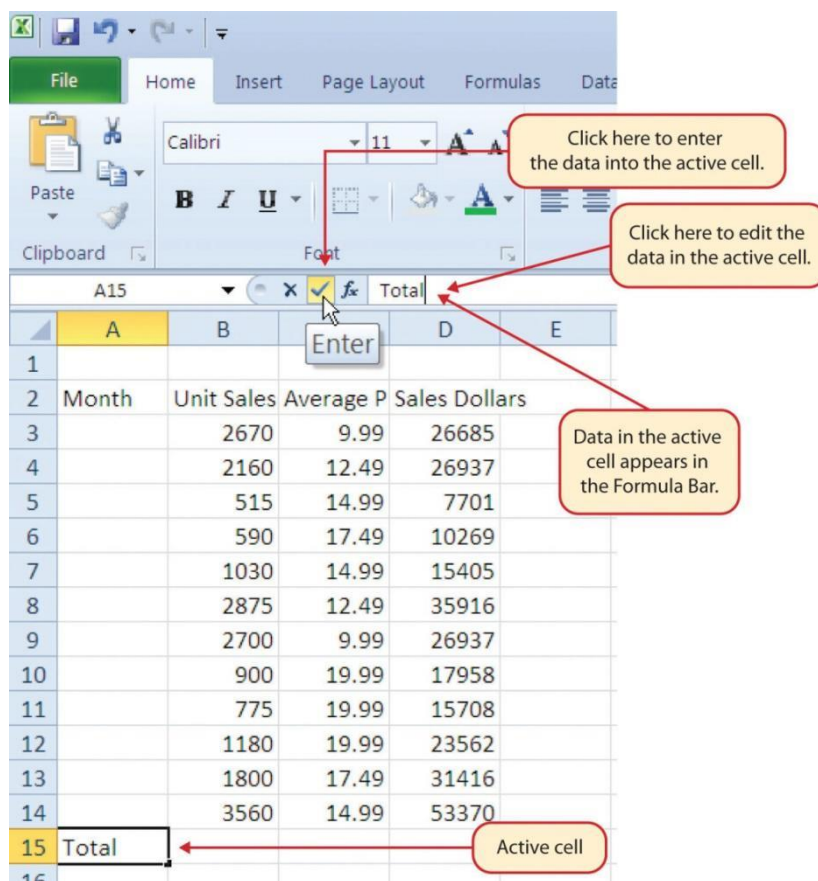 File Home Insert Page Layout Formulas Data
Calibri 11 A A
Click here to enter
the data into the active cell.
Paste
B I U A
Click here to edit the
data in the active cell.
Clipboard Font
A15 fx Total
A B D E
Enter
1
2 Month Unit Sales Average P Sales Dollars
3 2670 9.99 26685
4 2160 12.49 26937
Data in the active
cell appears in
the Formula Bar.
5 515 14.99 7701
6 590 17.49 10269
7 1030 14.99 15405
8 2875 12.49 35916
9 2700 9.99 26937
10 900 19.99 17958
11 775 19.99 15708
12 1180 19.99 23562
13 1800 17.49 31416
14 3560 14.99 53370
15 Total
Active cell
16